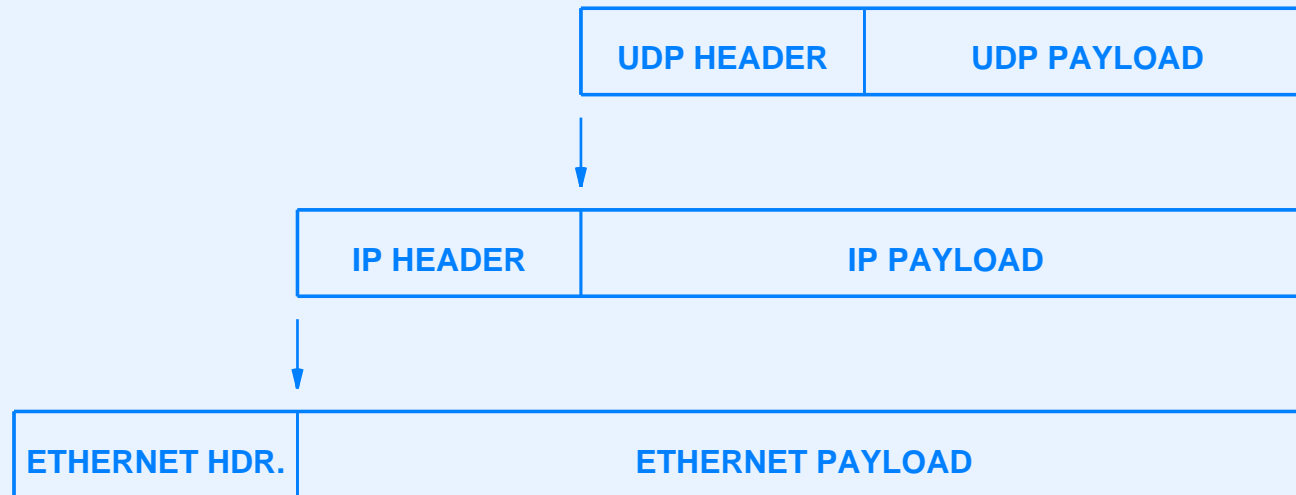 UDP HEADER UDP PAYLOAD
IP HEADER IP PAYLOAD
ETHERNET HDR. ETHERNET PAYLOAD